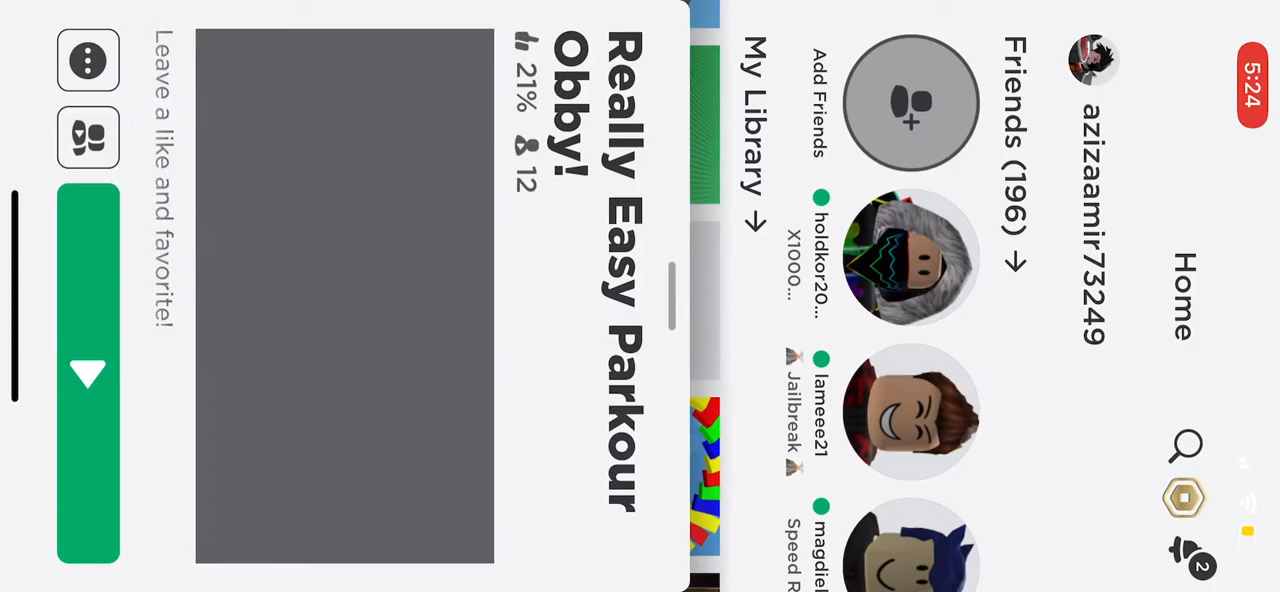 5:24
Home
2
azizaamir73249
Friends (196) →
Add Friends
holdkor20...
X1000...
lameee21
🌋 Jailbreak 🌋
magdiel
Speed R
My Library →
Really Easy Parkour
Obby!
21% 12
Leave a like and favorite!